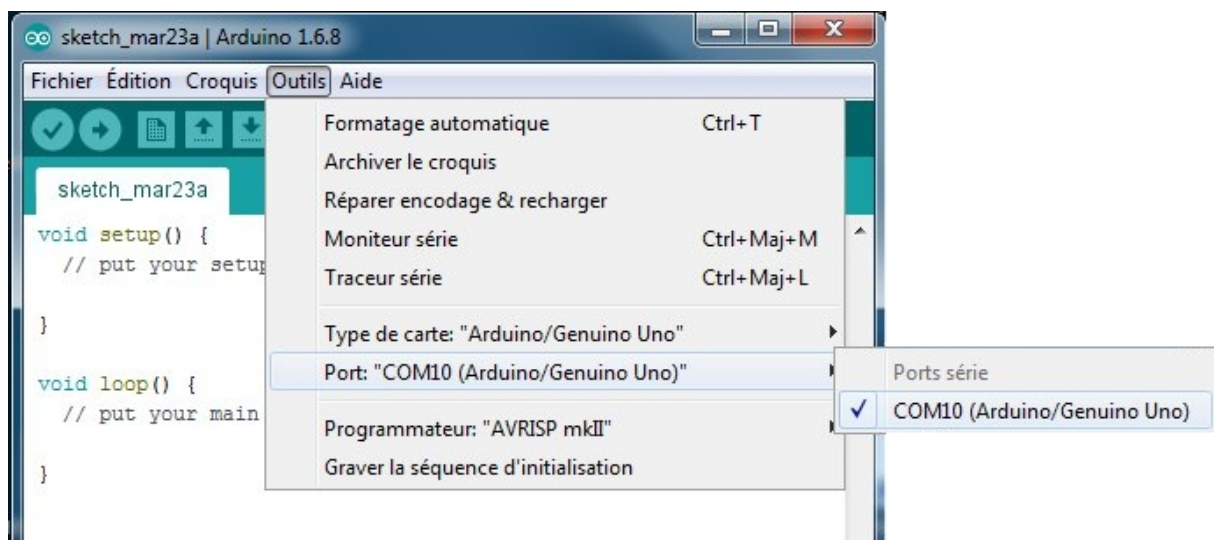 sketch_mar23a | Arduino 1.6.8
Fichier Édition Croquis Outils Aide
Formatage automatique Ctrl+T
Archiver le croquis
sketch_mar23a
Réparer encodage & recharger
void setup() {
Moniteur série Ctrl+Maj+M
// put your setup
Traceur série Ctrl+Maj+L
}
Type de carte: "Arduino/Genuino Uno"
Port: "COM10 (Arduino/Genuino Uno)"
Ports série
void loop() {
COM10 (Arduino/Genuino Uno)
// put your main
Programmateur: "AVRISP mkII"
Graver la séquence d'initialisation
}